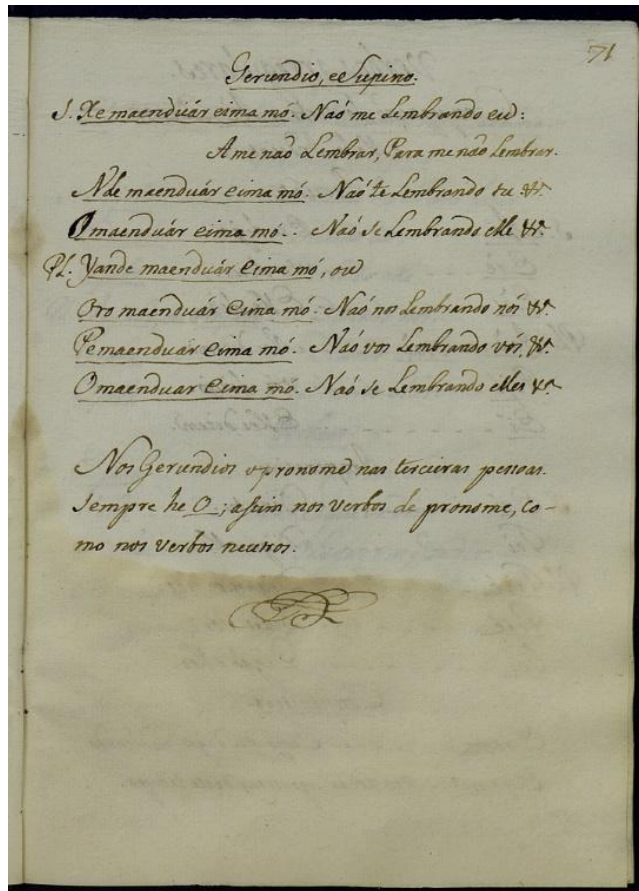 71
Gerundio, e Supino.
S. Xe maenduár eima mó. Naõ me Lembrando eu:
A me naõ Lembrar, Para me naõ Lembrar.
Nde maenduár eima mó. Naõ te Lembrando tu &.
O maenduár eima mó.. Naõ se Lembrando elle &.
Pl. Yande maenduár eima mó, ou
Oro maenduár eima mó. Naõ nos Lembrando nós &.
Pe maenduár eima mó. Naõ vos Lembrando vós, &.
O maenduar eima mó. Naõ se Lembrando elles &.
Nos Gerundios o pronome nas terceiras pessoas
sempre he O; assim nos verbos de pronome, co-
mo nos verbos neutros.